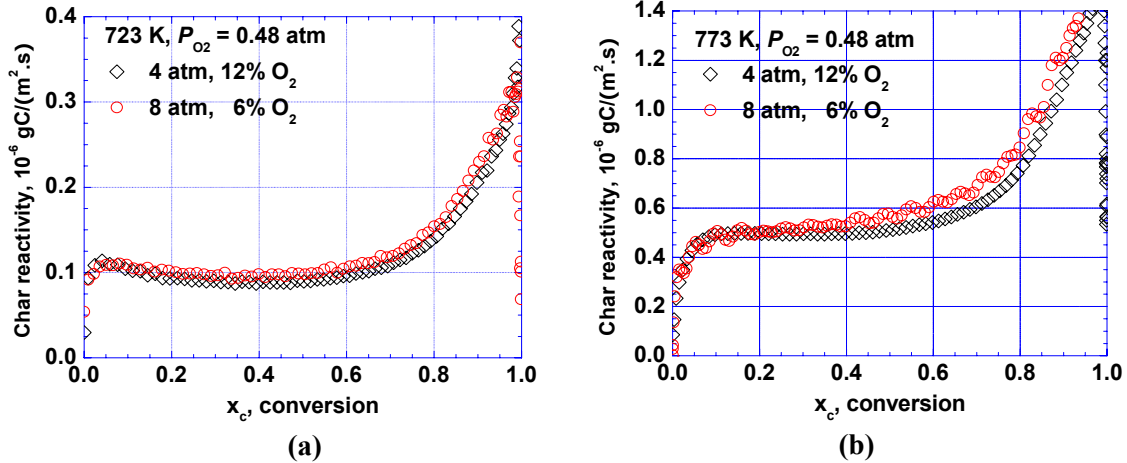 723 K, P_O2 = 0.48 atm
4 atm, 12% O₂
8 atm, 6% O₂
Char reactivity, 10⁻⁶ gC/(m².s)
0.4
0.3
0.2
0.1
0.0
0.0 0.2 0.4 0.6 0.8 1.0
x_c, conversion
(a)
773 K, P_O2 = 0.48 atm
4 atm, 12% O₂
8 atm, 6% O₂
Char reactivity, 10⁻⁶ gC/(m².s)
1.4
1.2
1.0
0.8
0.6
0.4
0.2
0.0
0.0 0.2 0.4 0.6 0.8 1.0
x_c, conversion
(b)